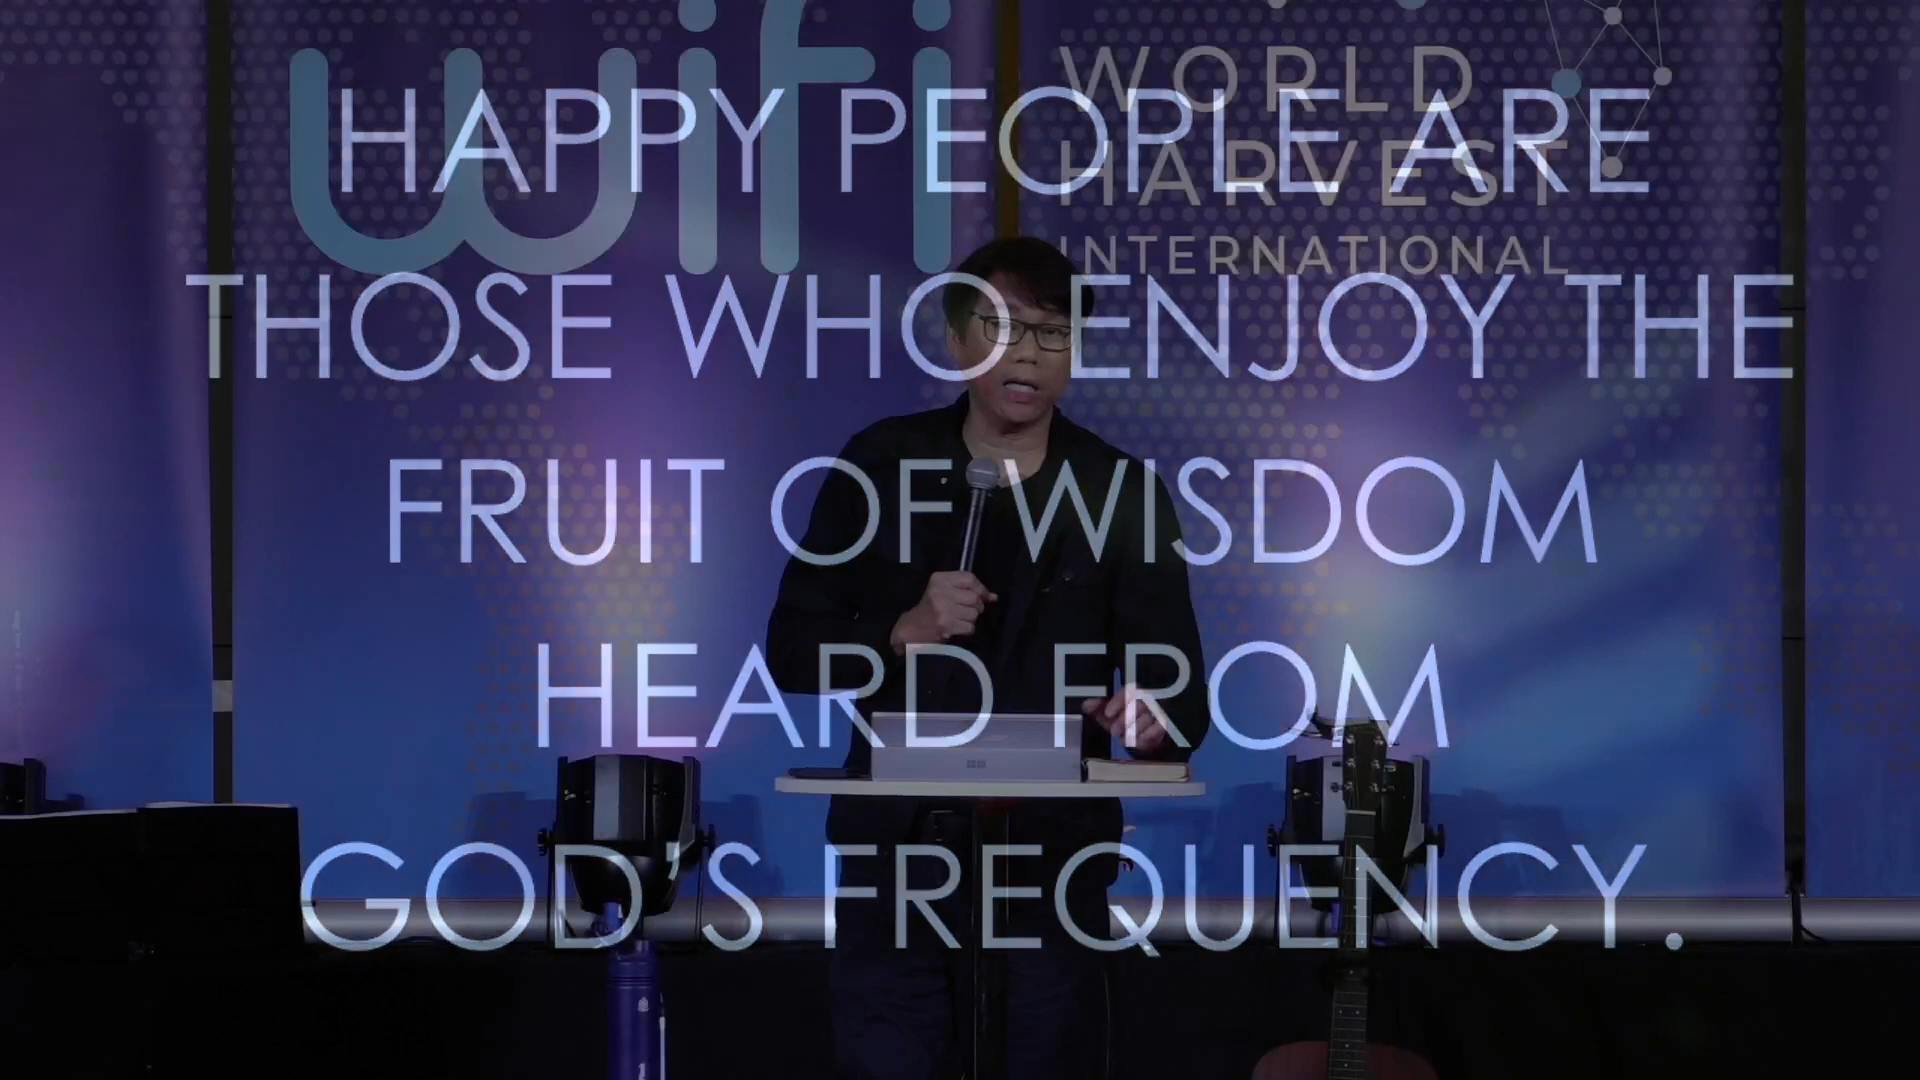 wifi
WORLD
HARVEST
INTERNATIONAL
HAPPY PEOPLE ARE
THOSE WHO ENJOY THE
FRUIT OF WISDOM
HEARD FROM
GOD'S FREQUENCY.